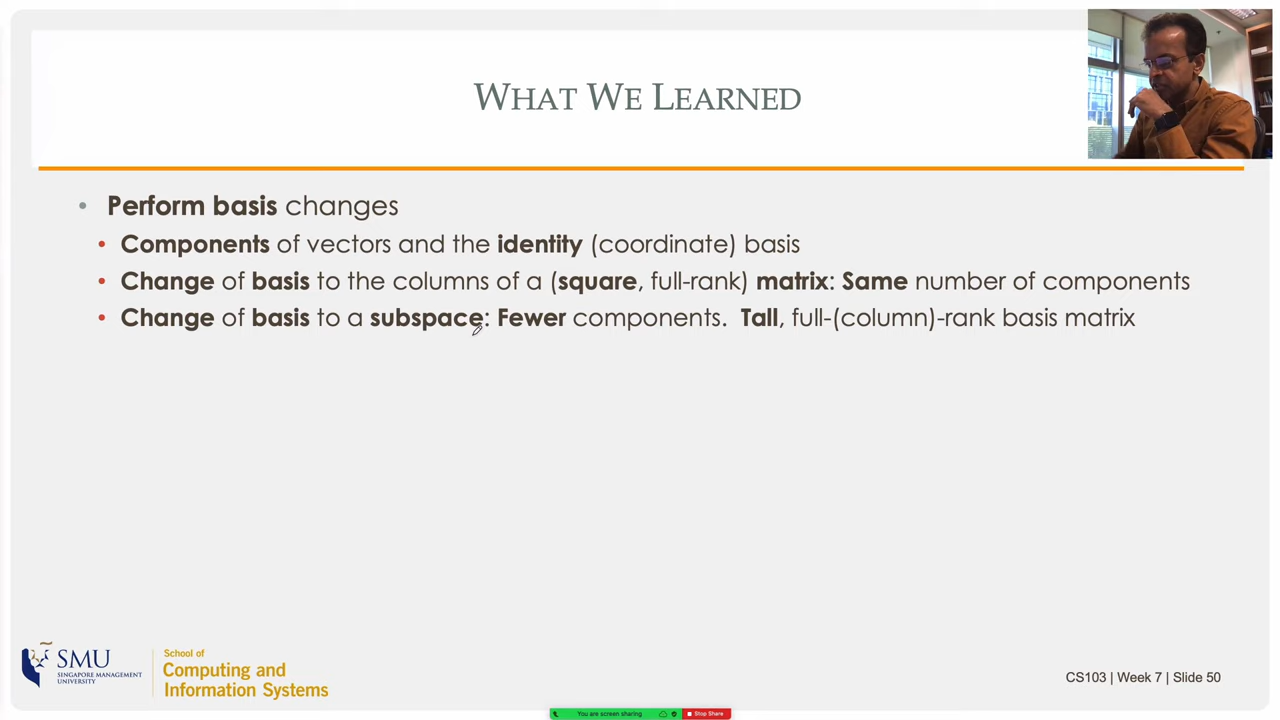 WHAT WE LEARNED
• Perform basis changes
• Components of vectors and the identity (coordinate) basis
• Change of basis to the columns of a (square, full-rank) matrix: Same number of components
• Change of basis to a subspace: Fewer components. Tall, full-(column)-rank basis matrix
SMU
SINGAPORE MANAGEMENT
UNIVERSITY
School of
Computing and
Information Systems
You are screen sharing
Stop Share
CS103 | Week 7 | Slide 50